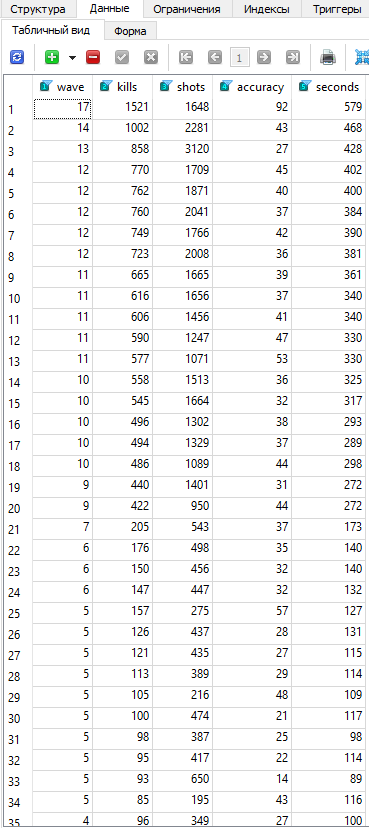 Структура Данные Ограничения Индексы Триггеры
Табличный вид Форма
1
1 wave 2 kills 3 shots 4 accuracy 5 seconds
1 17 1521 1648 92 579
2 14 1002 2281 43 468
3 13 858 3120 27 428
4 12 770 1709 45 402
5 12 762 1871 40 400
6 12 760 2041 37 384
7 12 749 1766 42 390
8 12 723 2008 36 381
9 11 665 1665 39 361
10 11 616 1656 37 340
11 11 606 1456 41 340
12 11 590 1247 47 330
13 11 577 1071 53 330
14 10 558 1513 36 325
15 10 545 1664 32 317
16 10 496 1302 38 293
17 10 494 1329 37 289
18 10 486 1089 44 298
19 9 440 1401 31 272
20 9 422 950 44 272
21 7 205 543 37 173
22 6 176 498 35 140
23 6 150 456 32 140
24 6 147 447 32 132
25 5 157 275 57 127
26 5 126 437 28 131
27 5 121 435 27 115
28 5 113 389 29 114
29 5 105 216 48 109
30 5 100 474 21 117
31 5 98 387 25 98
32 5 95 417 22 114
33 5 93 650 14 89
34 5 85 195 43 116
35 4 96 349 27 100